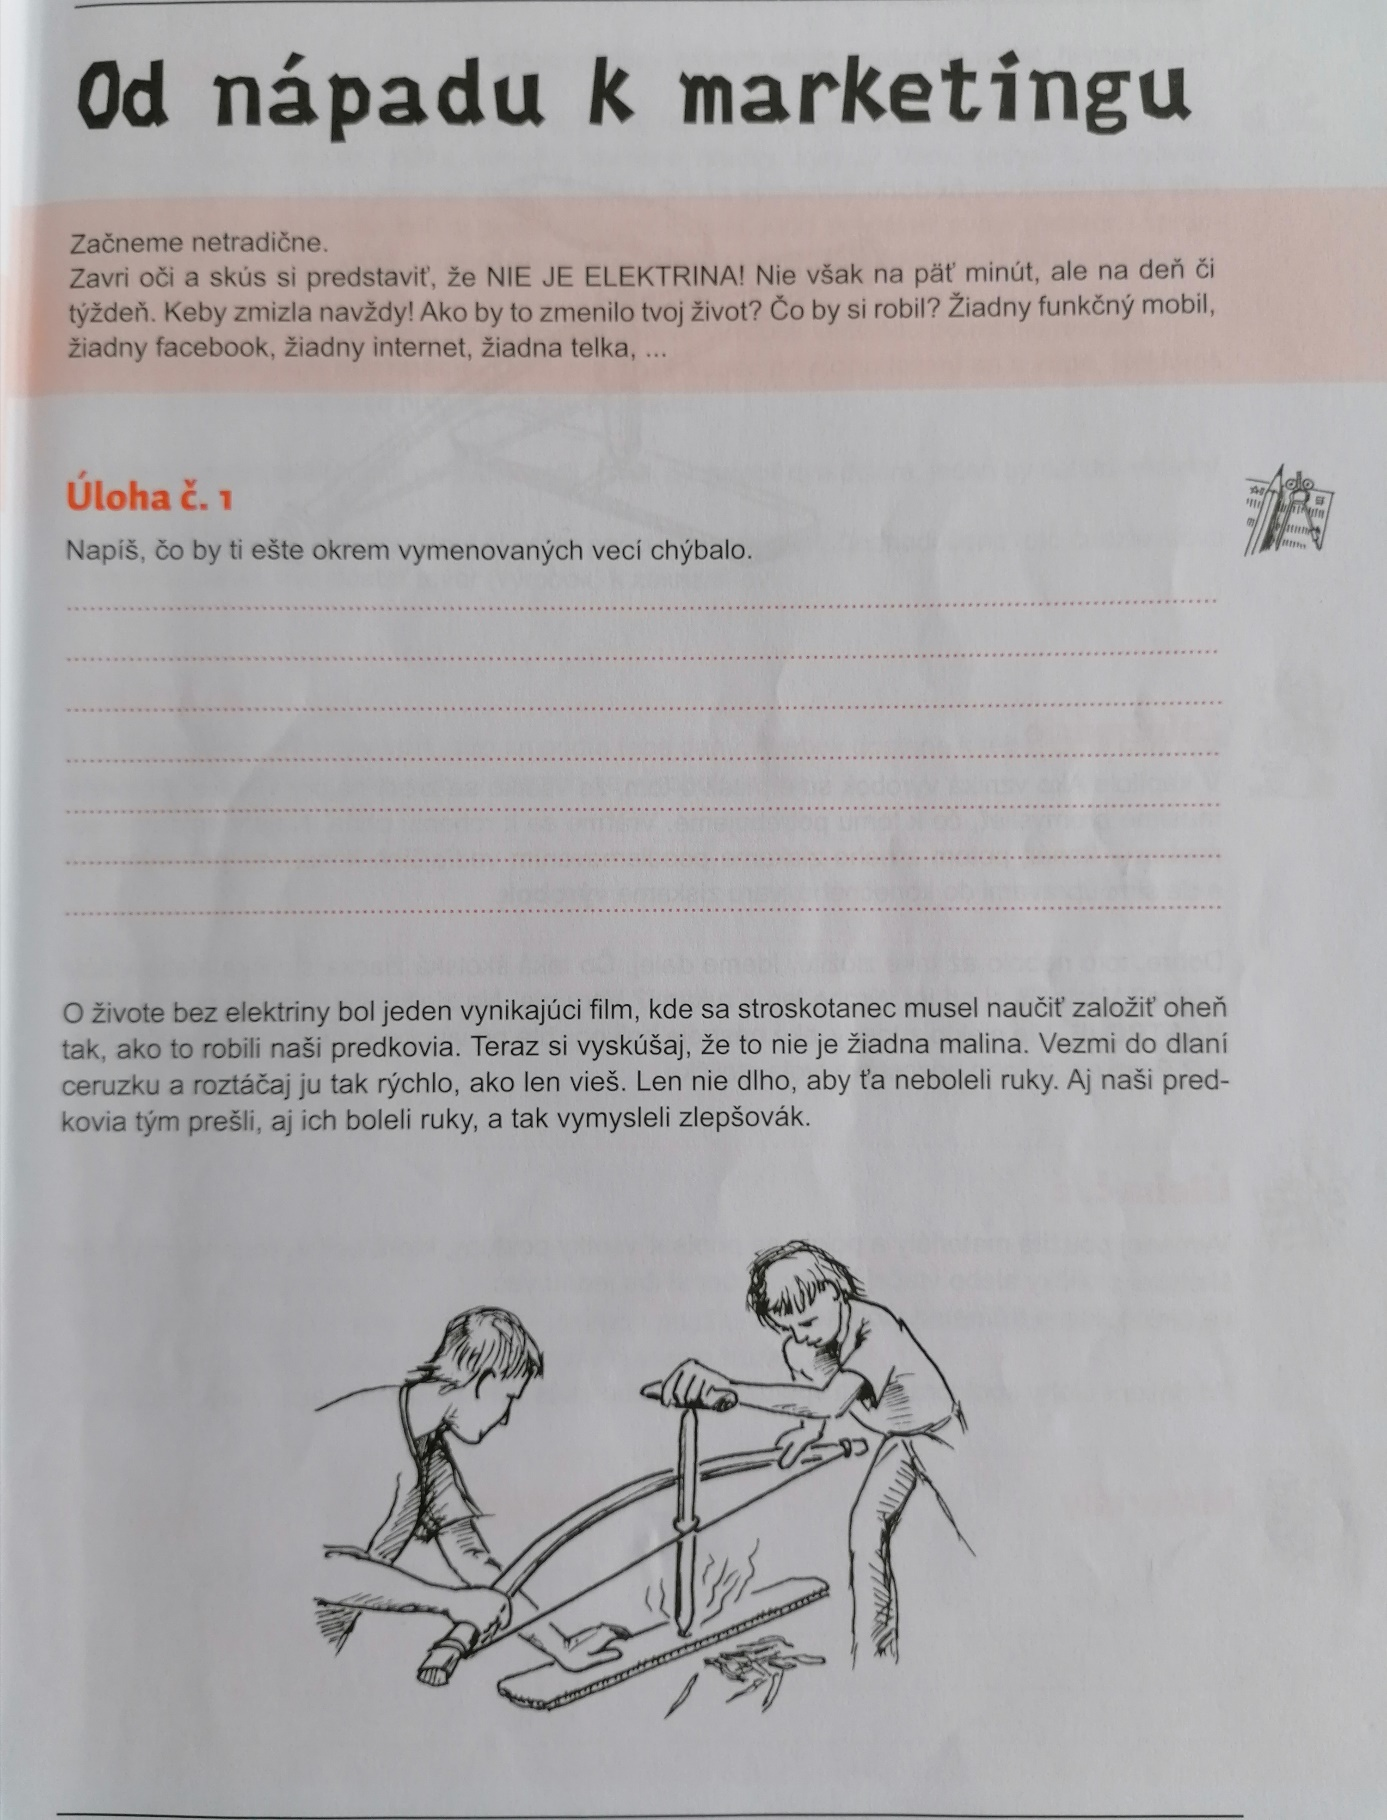 Od nápadu k marketingu
Začneme netradične.
Zavri oči a skús si predstaviť, že NIE JE ELEKTRINA! Nie však na päť minút, ale na deň či
týždeň. Keby zmizla navždy! Ako by to zmenilo tvoj život? Čo by si robil? Žiadny funkčný mobil,
žiadny facebook, žiadny internet, žiadna telka, ...
Úloha č. 1
Napíš, čo by ti ešte okrem vymenovaných vecí chýbalo.
O živote bez elektriny bol jeden vynikajúci film, kde sa stroskotanec musel naučiť založiť oheň
tak, ako to robili naši predkovia. Teraz si vyskúšaj, že to nie je žiadna malina. Vezmi do dlaní
ceruzku a roztáčaj ju tak rýchlo, ako len vieš. Len nie dlho, aby ťa neboleli ruky. Aj naši pred-
kovia tým prešli, aj ich boleli ruky, a tak vymysleli zlepšovák.